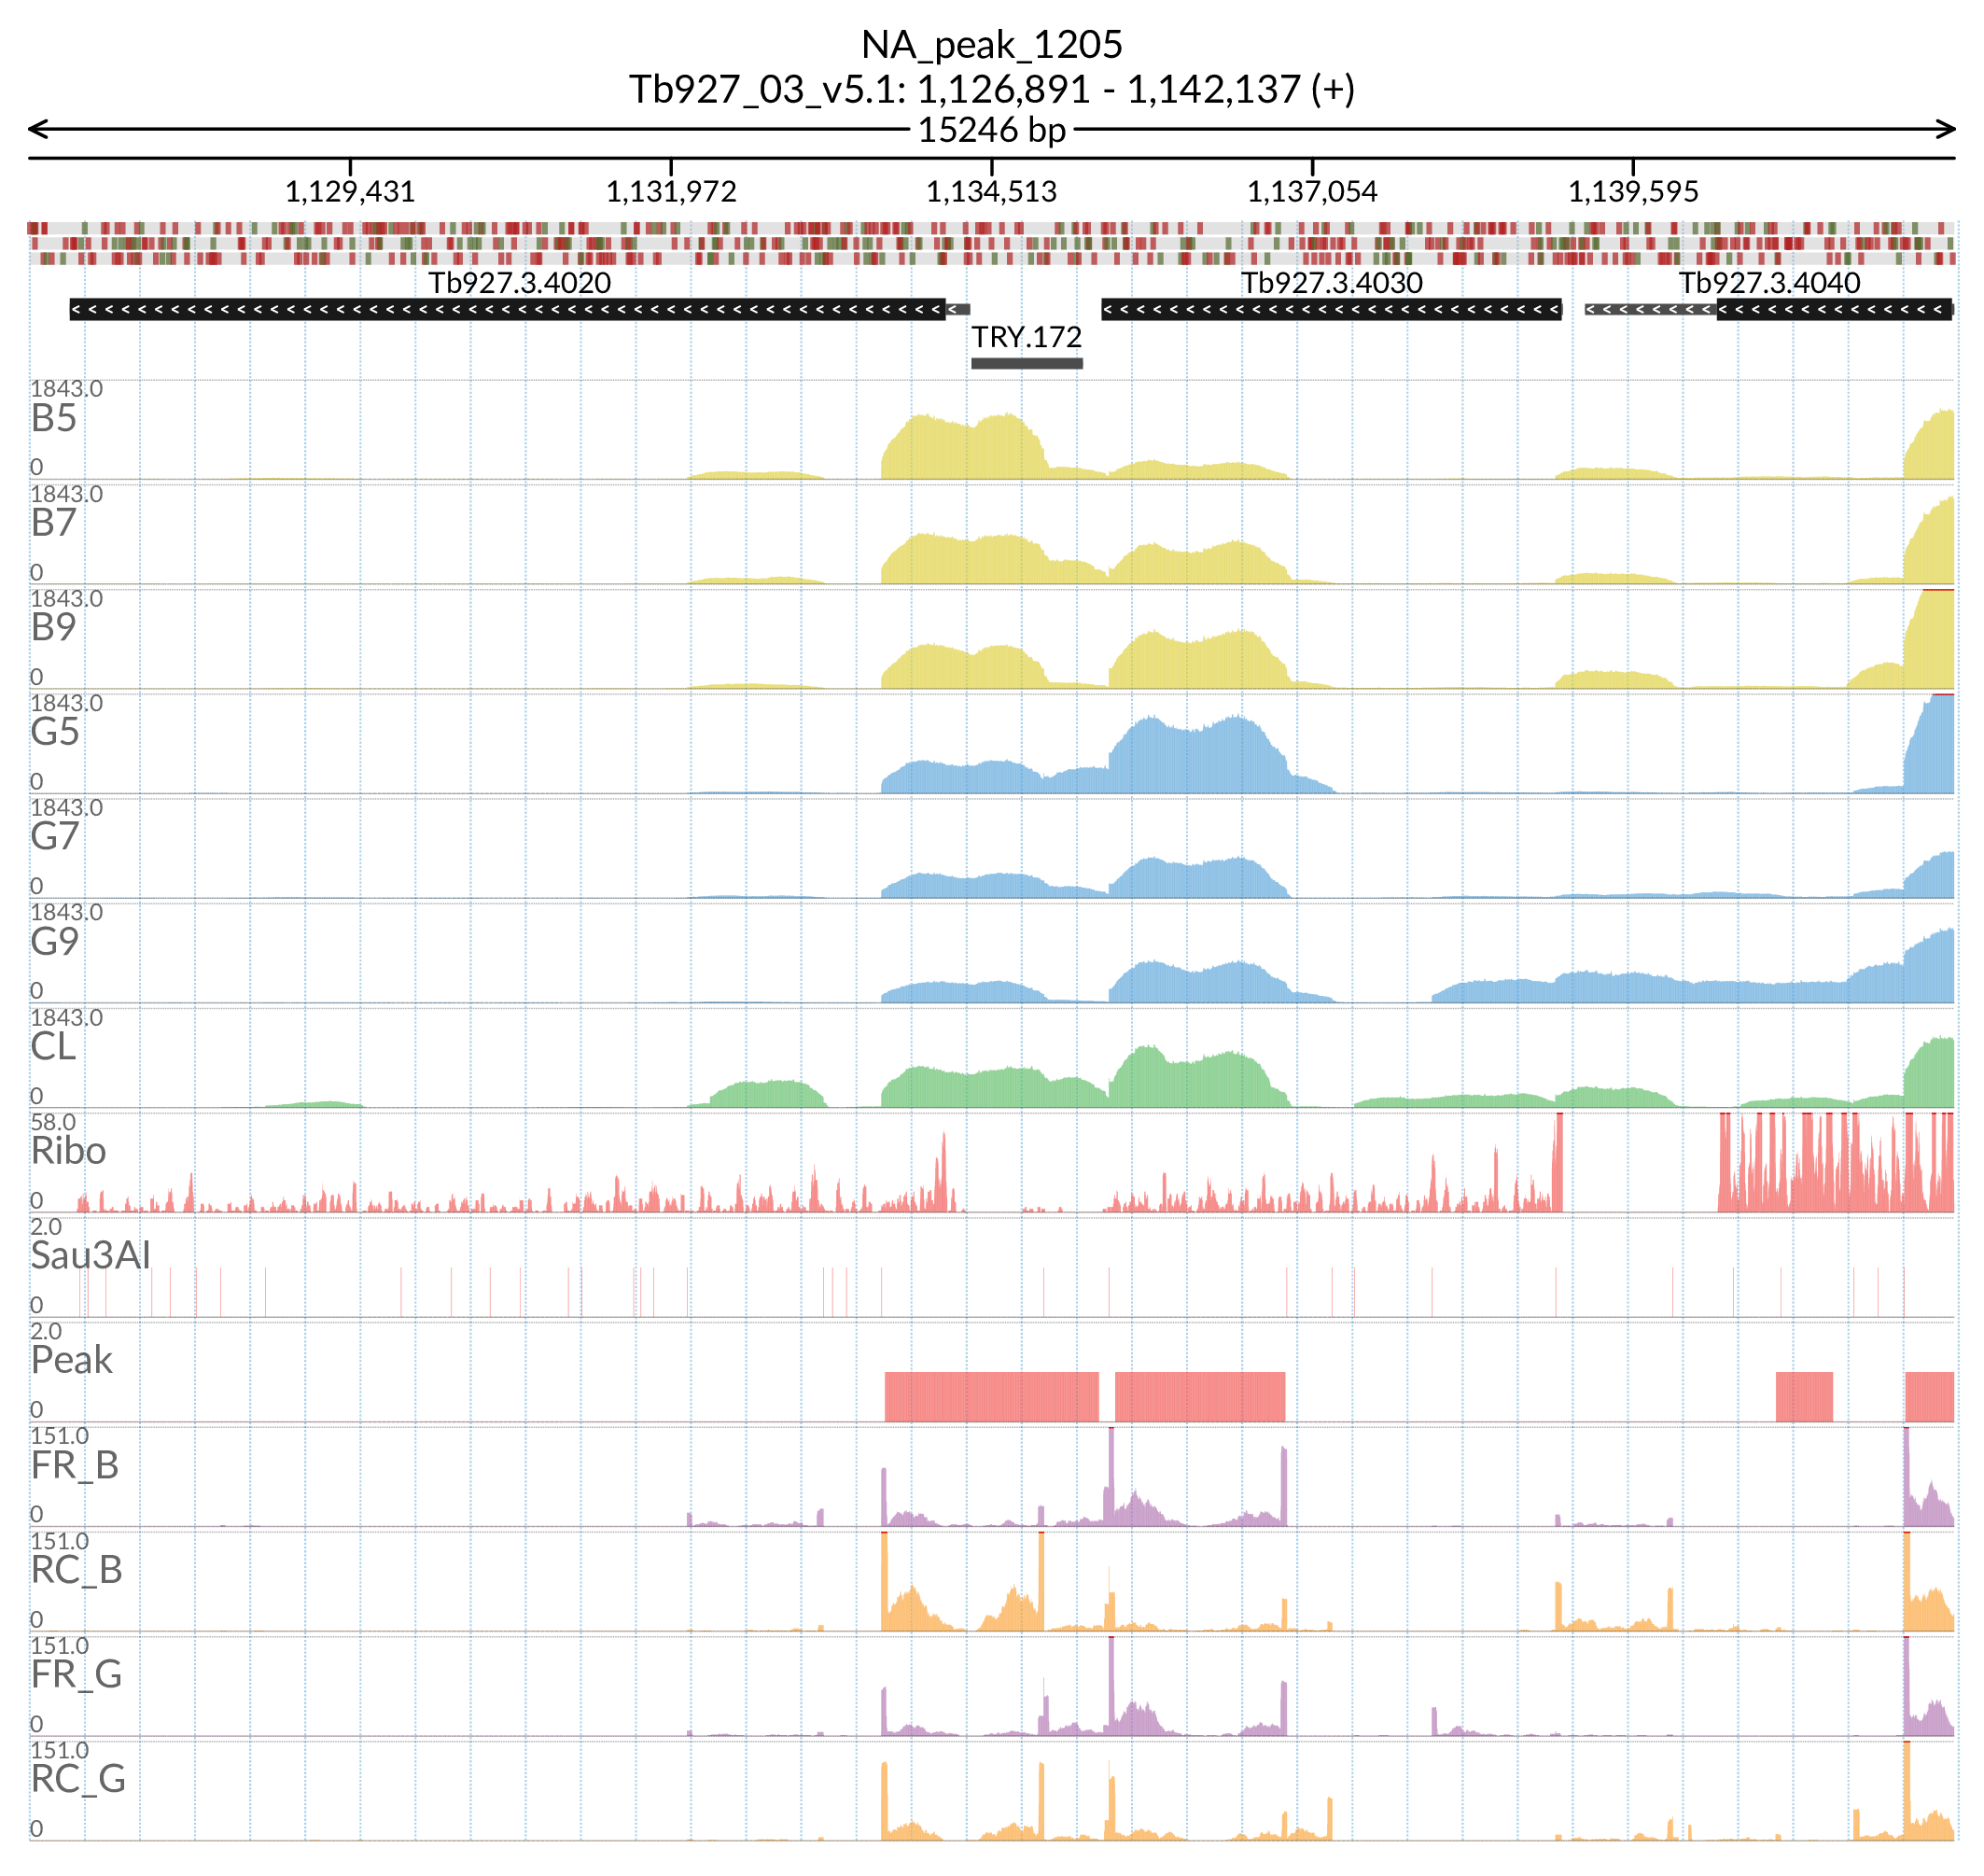 NA_peak_1205
Tb927_03_v5.1: 1,126,891 - 1,142,137 (+)
15246 bp
1,129,431 1,131,972 1,134,513 1,137,054 1,139,595
Tb927.3.4020 Tb927.3.4030 Tb927.3.4040
TRY.172
1843.0
B5
0
1843.0
B7
0
1843.0
B9
0
1843.0
G5
0
1843.0
G7
0
1843.0
G9
0
1843.0
CL
0
58.0
Ribo
0
2.0
Sau3AI
0
2.0
Peak
0
151.0
FR_B
0
151.0
RC_B
0
151.0
FR_G
0
151.0
RC_G
0